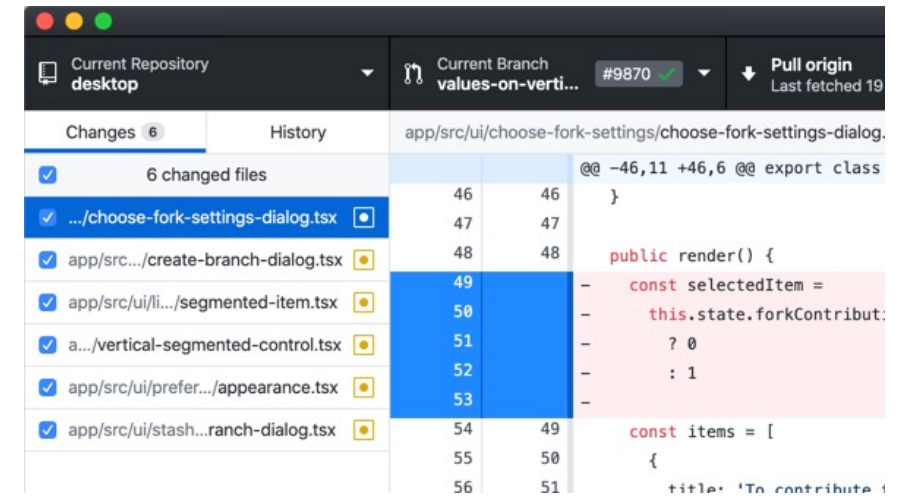 Current Repository
desktop
Current Branch
values-on-verti...
#9870
Pull origin
Last fetched 19
Changes 6
History
app/src/ui/choose-fork-settings/choose-fork-settings-dialog.
6 changed files
.../choose-fork-settings-dialog.tsx
app/src.../create-branch-dialog.tsx
app/src/ui/li.../segmented-item.tsx
a.../vertical-segmented-control.tsx
app/src/ui/prefer.../appearance.tsx
app/src/ui/stash...ranch-dialog.tsx
@@ -46,11 +46,6 @@ export class
46 46 }
47 47
48 48 public render() {
49 - const selectedItem =
50 - this.state.forkContributi
51 - ? 0
52 - : 1
53 -
54 49 const items = [
55 50 {
56 51 title: 'To contribute t